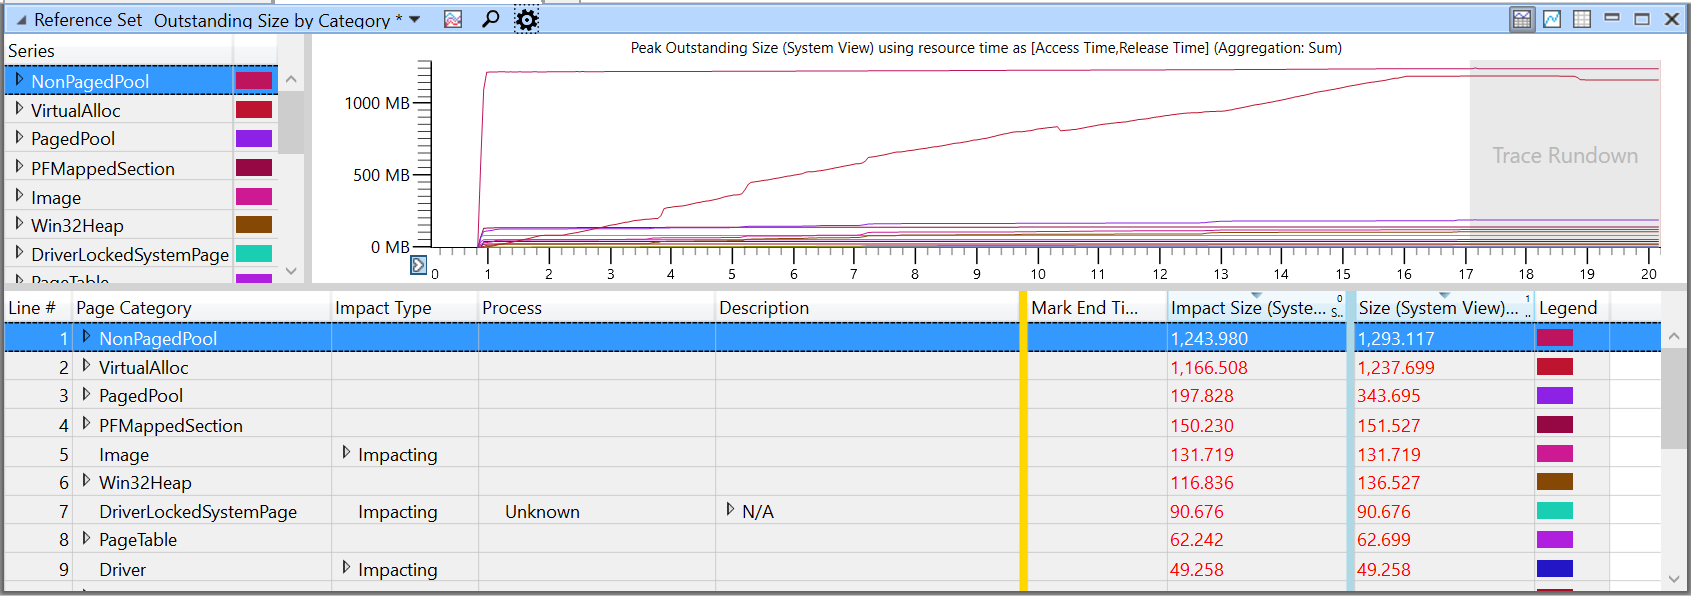 Reference Set Outstanding Size by Category *
Series
Peak Outstanding Size (System View) using resource time as [Access Time,Release Time] (Aggregation: Sum)
NonPagedPool
VirtualAlloc
PagedPool
PFMappedSection
Image
Win32Heap
DriverLockedSystemPage
PageTable
1000 MB
500 MB
0 MB
Trace Rundown
0 1 2 3 4 5 6 7 8 9 10 11 12 13 14 15 16 17 18 19 20
Line # Page Category Impact Type Process Description Mark End Ti... Impact Size (Syste... 0 S.. Size (System View)... 1 .. Legend
1 NonPagedPool 1,243.980 1,293.117
2 VirtualAlloc 1,166.508 1,237.699
3 PagedPool 197.828 343.695
4 PFMappedSection 150.230 151.527
5 Image Impacting 131.719 131.719
6 Win32Heap 116.836 136.527
7 DriverLockedSystemPage Impacting Unknown N/A 90.676 90.676
8 PageTable 62.242 62.699
9 Driver Impacting 49.258 49.258